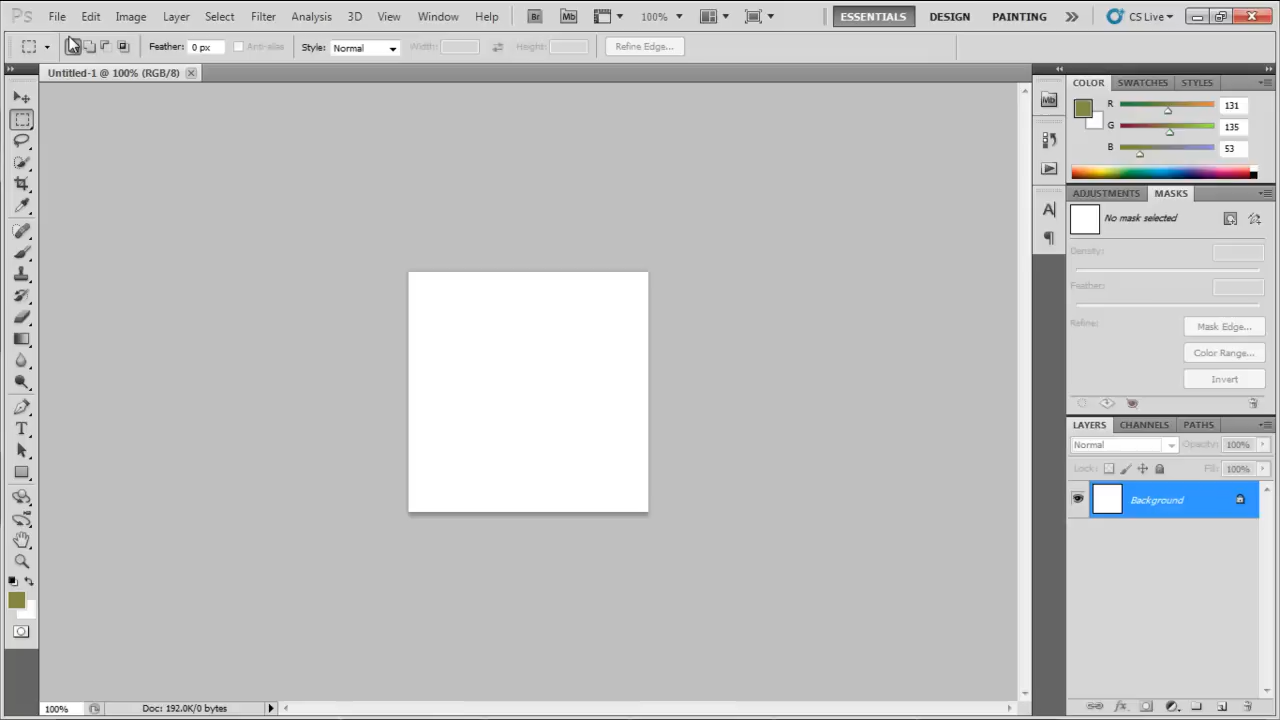 Ps File Edit Image Layer Select Filter Analysis 3D View Window Help Br Mb 100% ESSENTIALS DESIGN PAINTING CS Live
Feather: 0 px Anti-alias Style: Normal Width: Height: Refine Edge...
Untitled-1 @ 100% (RGB/8)
COLOR SWATCHES STYLES
Mb
R 131
G 135
B 53
ADJUSTMENTS MASKS
A
No mask selected
Density:
Feather:
Refine: Mask Edge...
Color Range...
Invert
LAYERS CHANNELS PATHS
Normal Opacity: 100%
Lock: Fill: 100%
Background
T
100% Doc: 192.0K/0 bytes fx